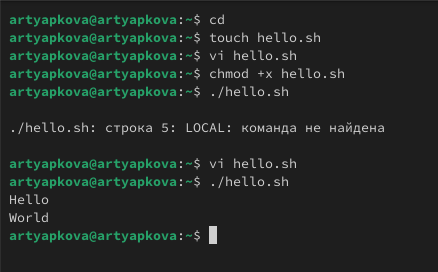 artyapkova@artyapkova:~$ cd
artyapkova@artyapkova:~$ touch hello.sh
artyapkova@artyapkova:~$ vi hello.sh
artyapkova@artyapkova:~$ chmod +x hello.sh
artyapkova@artyapkova:~$ ./hello.sh
./hello.sh: строка 5: LOCAL: команда не найдена
artyapkova@artyapkova:~$ vi hello.sh
artyapkova@artyapkova:~$ ./hello.sh
Hello
World
artyapkova@artyapkova:~$